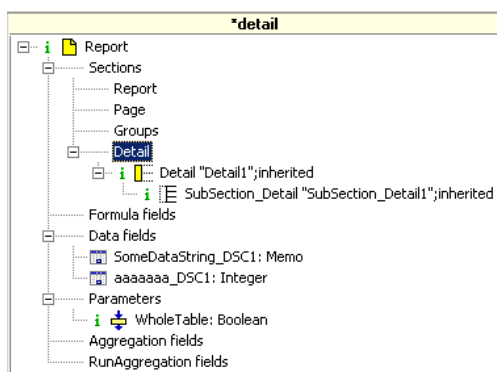 *detail
Report
Sections
Report
Page
Groups
Detail
Detail "Detail1";inherited
SubSection_Detail "SubSection_Detail1";inherited
Formula fields
Data fields
SomeDataString_DSC1: Memo
aaaaaaa_DSC1: Integer
Parameters
WholeTable: Boolean
Aggregation fields
RunAggregation fields